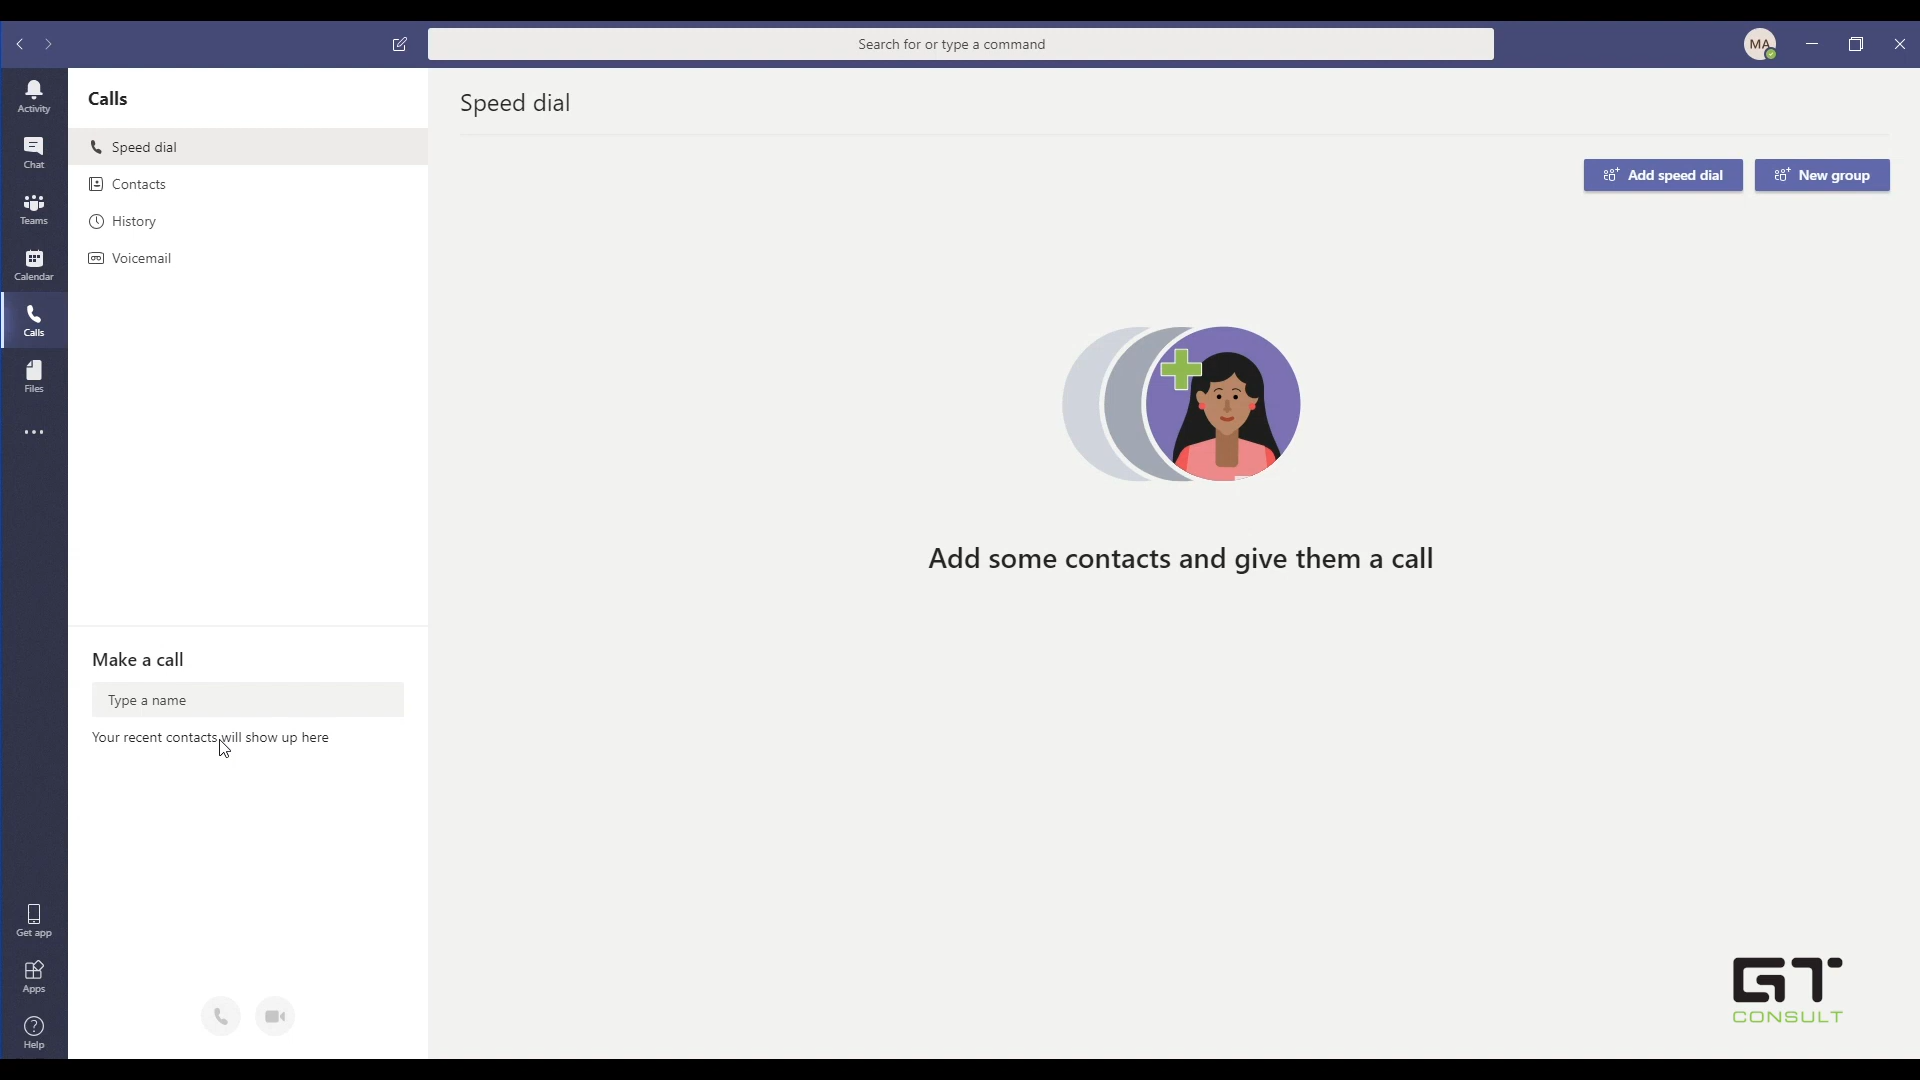 Search for or type a command
MA
Activity
Chat
Teams
Calendar
Calls
Files
Get app
Apps
Help
Calls
Speed dial
Contacts
History
Voicemail
Make a call
Type a name
Your recent contacts will show up here
Speed dial
Add speed dial
New group
Add some contacts and give them a call
GT
CONSULT